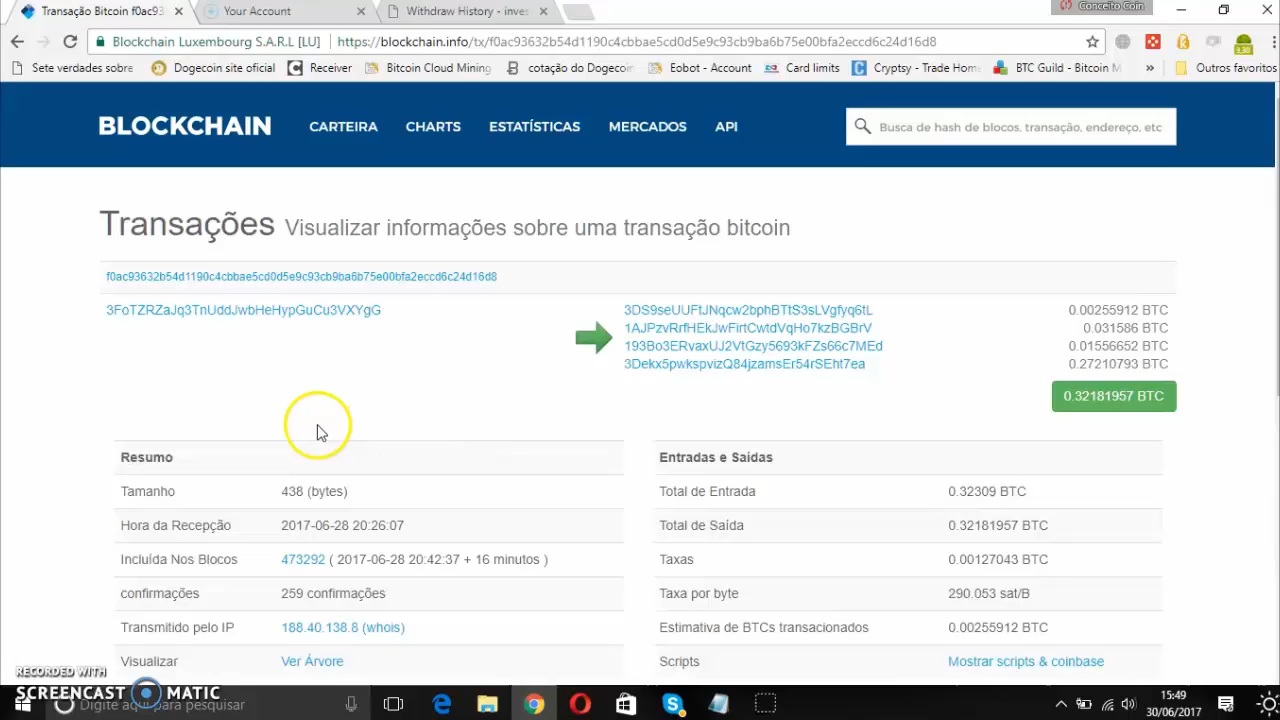 Transação Bitcoin f0ac93
Your Account
Withdraw History - inves
Conceito Coin
Blockchain Luxembourg S.A.R.L [LU]
https://blockchain.info/tx/f0ac93632b54d1190c4cbbae5cd0d5e9c93cb9ba6b75e00bfa2eccd6c24d16d8
Sete verdades sobre
Dogecoin site oficial
Receiver
Bitcoin Cloud Mining
cotação do Dogecoin
Eobot - Account
Card limits
Cryptsy - Trade Home
BTC Guild - Bitcoin M
»
Outros favoritos
BLOCKCHAIN
CARTEIRA
CHARTS
ESTATÍSTICAS
MERCADOS
API
Busca de hash de blocos, transação, endereço, etc
Transações Visualizar informações sobre uma transação bitcoin
f0ac93632b54d1190c4cbbae5cd0d5e9c93cb9ba6b75e00bfa2eccd6c24d16d8
3FoTZRZaJq3TnUddJwbHeHypGuCu3VXYgG
3DS9seUUFtJNqcw2bphBTtS3sLVgfyq6tL 0.00255912 BTC
1AJPzvRrfHEkJwFirtCwtdVqHo7kzBGBrV 0.031586 BTC
193Bo3ERvaxUJ2VtGzy5693kFZs66c7MEd 0.01556652 BTC
3Dekx5pwkspvizQ84jzamsEr54rSEht7ea 0.27210793 BTC
0.32181957 BTC
Resumo
Tamanho 438 (bytes)
Hora da Recepção 2017-06-28 20:26:07
Incluída Nos Blocos 473292 ( 2017-06-28 20:42:37 + 16 minutos )
confirmações 259 confirmações
Transmitido pelo IP 188.40.138.8 (whois)
Visualizar Ver Árvore
Entradas e Saídas
Total de Entrada 0.32309 BTC
Total de Saída 0.32181957 BTC
Taxas 0.00127043 BTC
Taxa por byte 290.053 sat/B
Estimativa de BTCs transacionados 0.00255912 BTC
Scripts Mostrar scripts & coinbase
RECORDED WITH
SCREENCAST MATIC
Digite aqui para pesquisar
15:49
30/06/2017